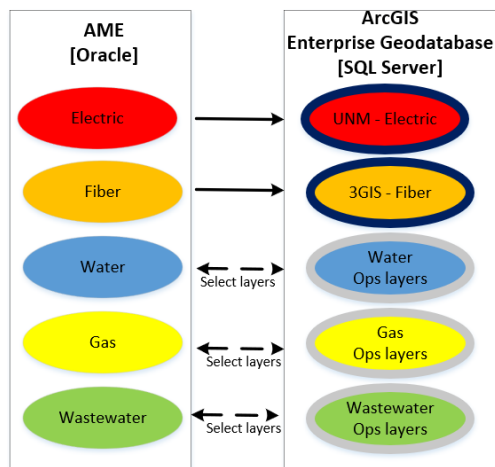 AME
[Oracle]
ArcGIS
Enterprise Geodatabase
[SQL Server]
Electric
UNM - Electric
Fiber
3GIS - Fiber
Water
Select layers
Water
Ops layers
Gas
Select layers
Gas
Ops layers
Wastewater
Select layers
Wastewater
Ops layers